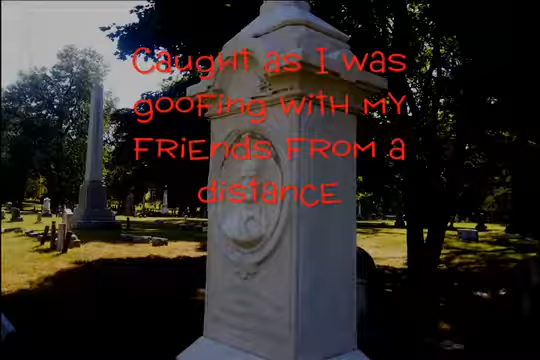 Caught as I was
goofing with my
friends from a
distance